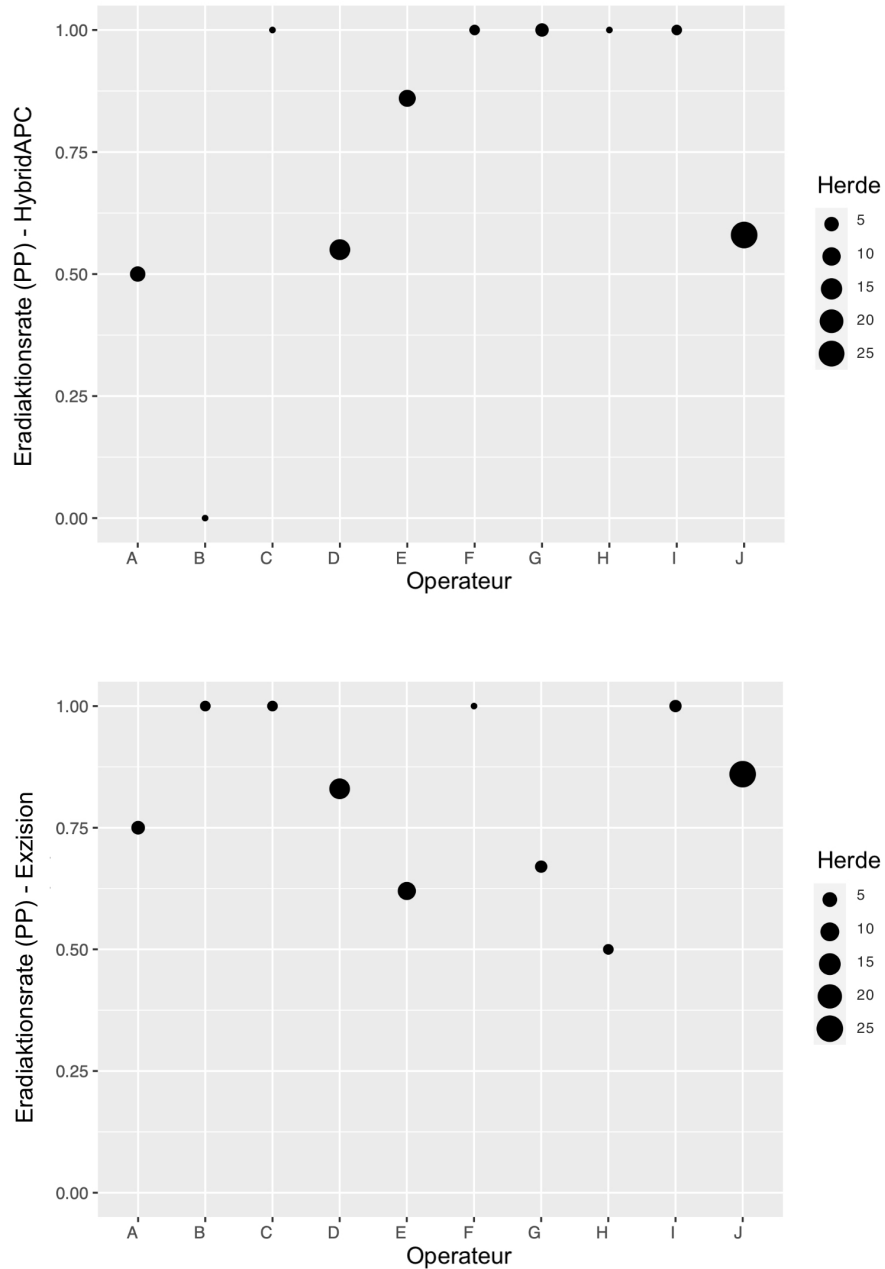 Eradiaktionsrate (PP) - HybridAPC
1.00
0.75
0.50
0.25
0.00
A B C D E F G H I J
Operateur
Herde
5
10
15
20
25
Eradiaktionsrate (PP) - Exzision
1.00
0.75
0.50
0.25
0.00
A B C D E F G H I J
Operateur
Herde
5
10
15
20
25